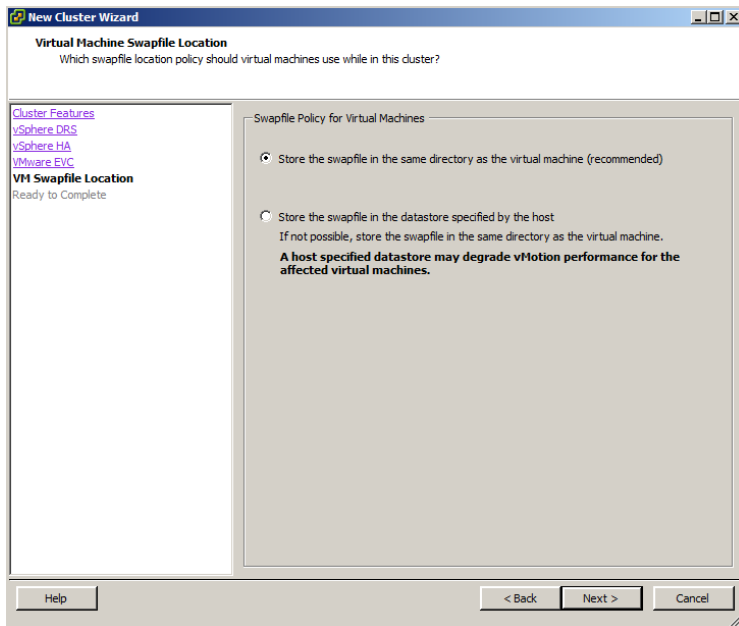 New Cluster Wizard
Virtual Machine Swapfile Location
Which swapfile location policy should virtual machines use while in this cluster?
Cluster Features
vSphere DRS
vSphere HA
VMware EVC
VM Swapfile Location
Ready to Complete
Swapfile Policy for Virtual Machines
Store the swapfile in the same directory as the virtual machine (recommended)
Store the swapfile in the datastore specified by the host
If not possible, store the swapfile in the same directory as the virtual machine.
A host specified datastore may degrade vMotion performance for the
affected virtual machines.
Help
< Back
Next >
Cancel